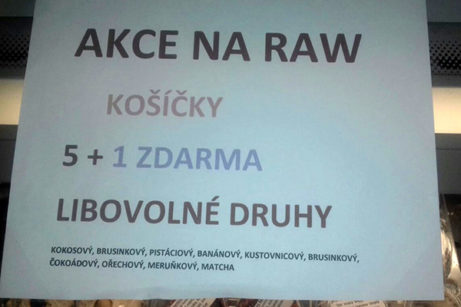 AKCE NA RAW
KOŠÍČKY
5 + 1 ZDARMA
LIBOVOLNÉ DRUHY
KOKOSOVÝ, BRUSINKOVÝ, PISTÁCIOVÝ, BANÁNOVÝ, KUSTOVNICOVÝ, BRUSINKOVÝ,
ČOKOÁDOVÝ, OŘECHOVÝ, MERUŇKOVÝ, MATCHA